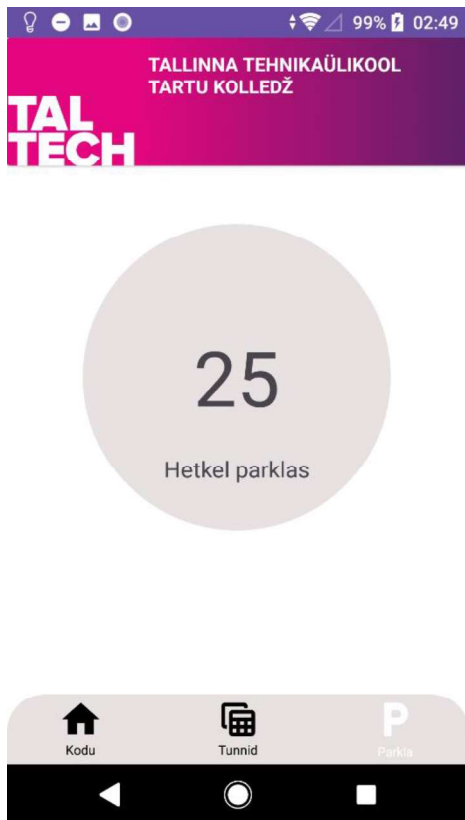 99% 02:49
TALLINNA TEHNIKAÜLIKOOL
TARTU KOLLEDŽ
TAL
TECH
25
Hetkel parklas
P
Kodu Tunnid Parkla